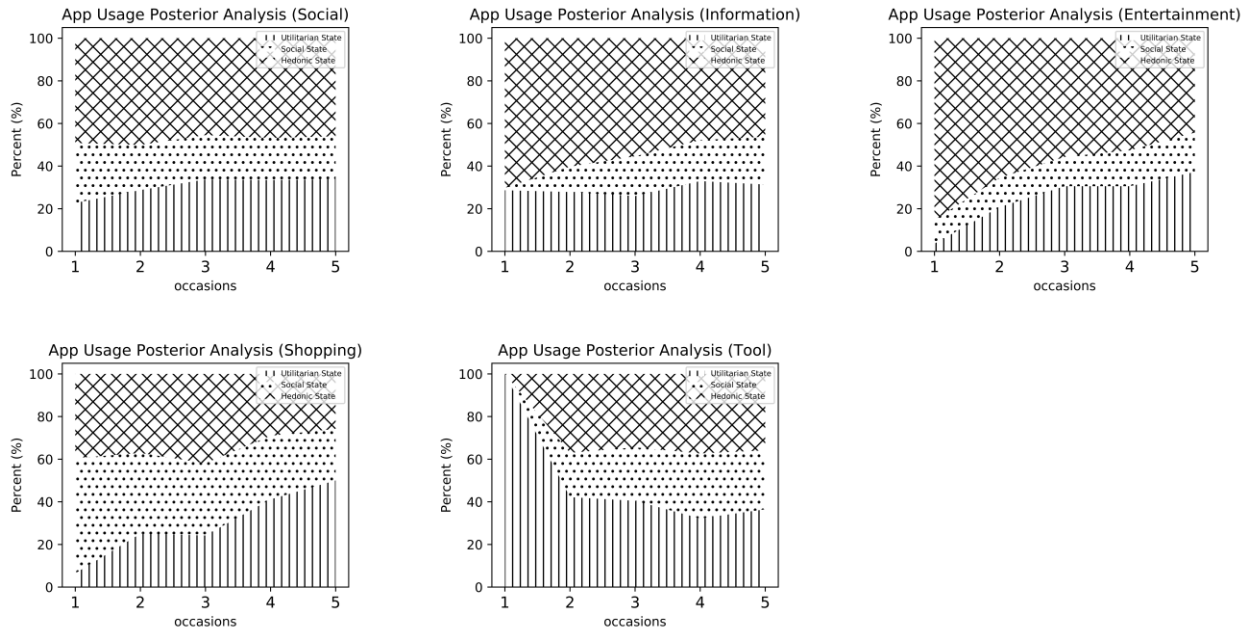 App Usage Posterior Analysis (Social)
Percent (%)
100
80
60
40
20
0
Utilitarian State
Social State
Hedonic State
1 2 3 4 5
occasions
App Usage Posterior Analysis (Information)
Percent (%)
100
80
60
40
20
0
Utilitarian State
Social State
Hedonic State
1 2 3 4 5
occasions
App Usage Posterior Analysis (Entertainment)
Percent (%)
100
80
60
40
20
0
Utilitarian State
Social State
Hedonic State
1 2 3 4 5
occasions
App Usage Posterior Analysis (Shopping)
Percent (%)
100
80
60
40
20
0
Utilitarian State
Social State
Hedonic State
1 2 3 4 5
occasions
App Usage Posterior Analysis (Tool)
Percent (%)
100
80
60
40
20
0
Utilitarian State
Social State
Hedonic State
1 2 3 4 5
occasions